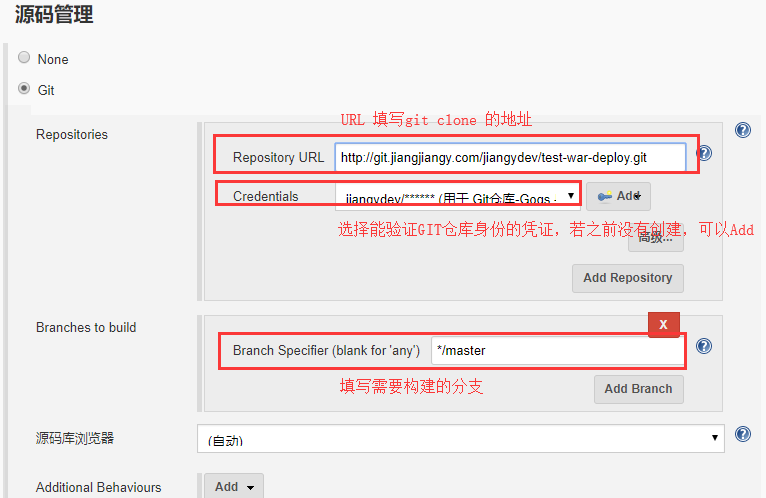 源码管理
None
Git
URL 填写git clone 的地址
Repositories
Repository URL http://git.jiangjiangy.com/jiangydev/test-war-deploy.git
Credentials jiangydev/****** (用于 Git仓库-Gogs - Add
选择能验证GIT仓库身份的凭证，若之前没有创建，可以Add
高级...
Add Repository
Branches to build
X
Branch Specifier (blank for 'any') */master
填写需要构建的分支
Add Branch
源码库浏览器 (自动)
Additional Behaviours Add